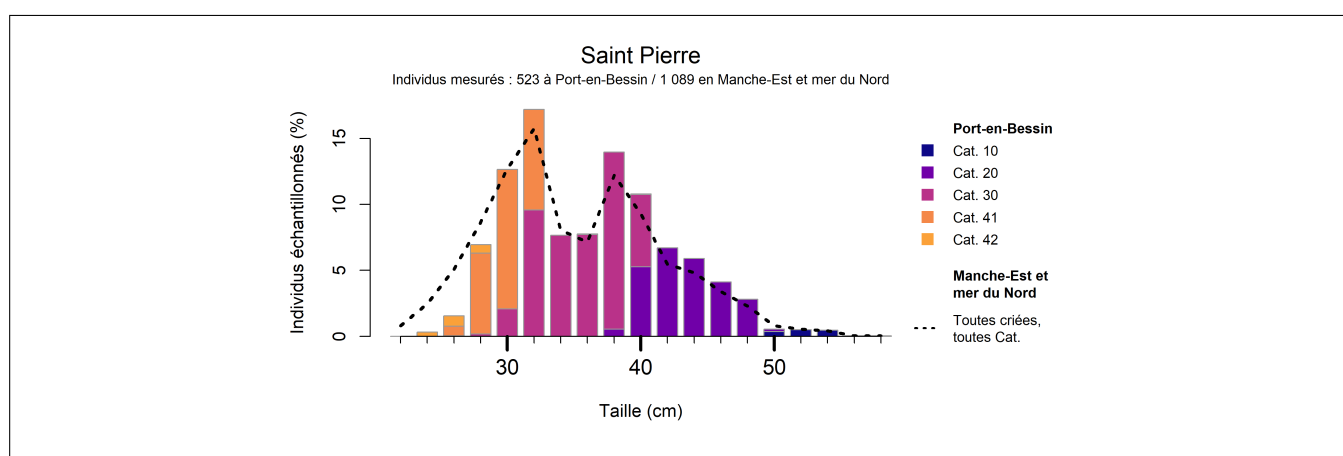 Saint Pierre
Individus mesurés : 523 à Port-en-Bessin / 1 089 en Manche-Est et mer du Nord
Individus échantillonnés (%)
15
10
5
0
30
40
50
Taille (cm)
Port-en-Bessin
Cat. 10
Cat. 20
Cat. 30
Cat. 41
Cat. 42
Manche-Est et
mer du Nord
Toutes criées,
toutes Cat.